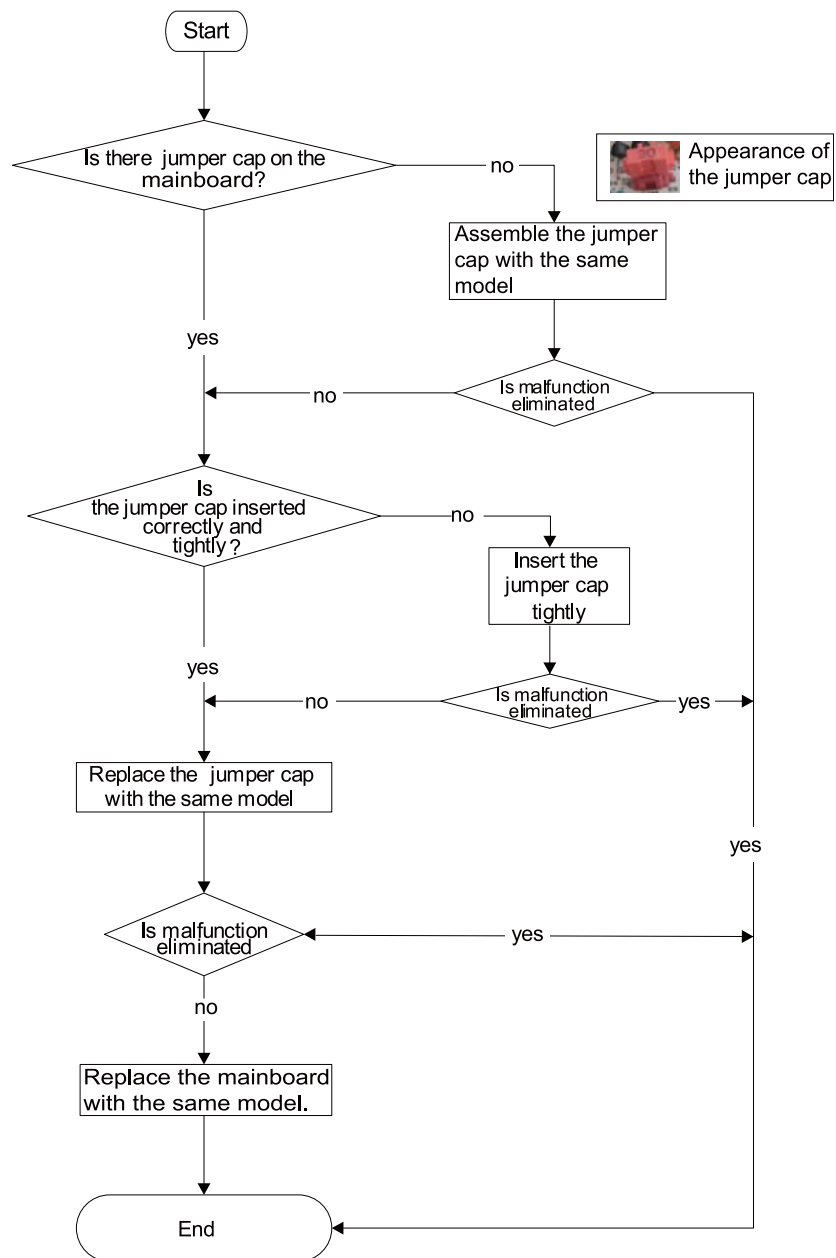 Start
Is there jumper cap on the
mainboard?
no
Appearance of
the jumper cap
Assemble the jumper
cap with the same
model
yes
no
Is malfunction
eliminated
Is
the jumper cap inserted
correctly and
tightly?
no
Insert the
jumper cap
tightly
yes
no
Is malfunction
eliminated
yes
Replace the jumper cap
with the same model
yes
Is malfunction
eliminated
yes
no
Replace the mainboard
with the same model.
End